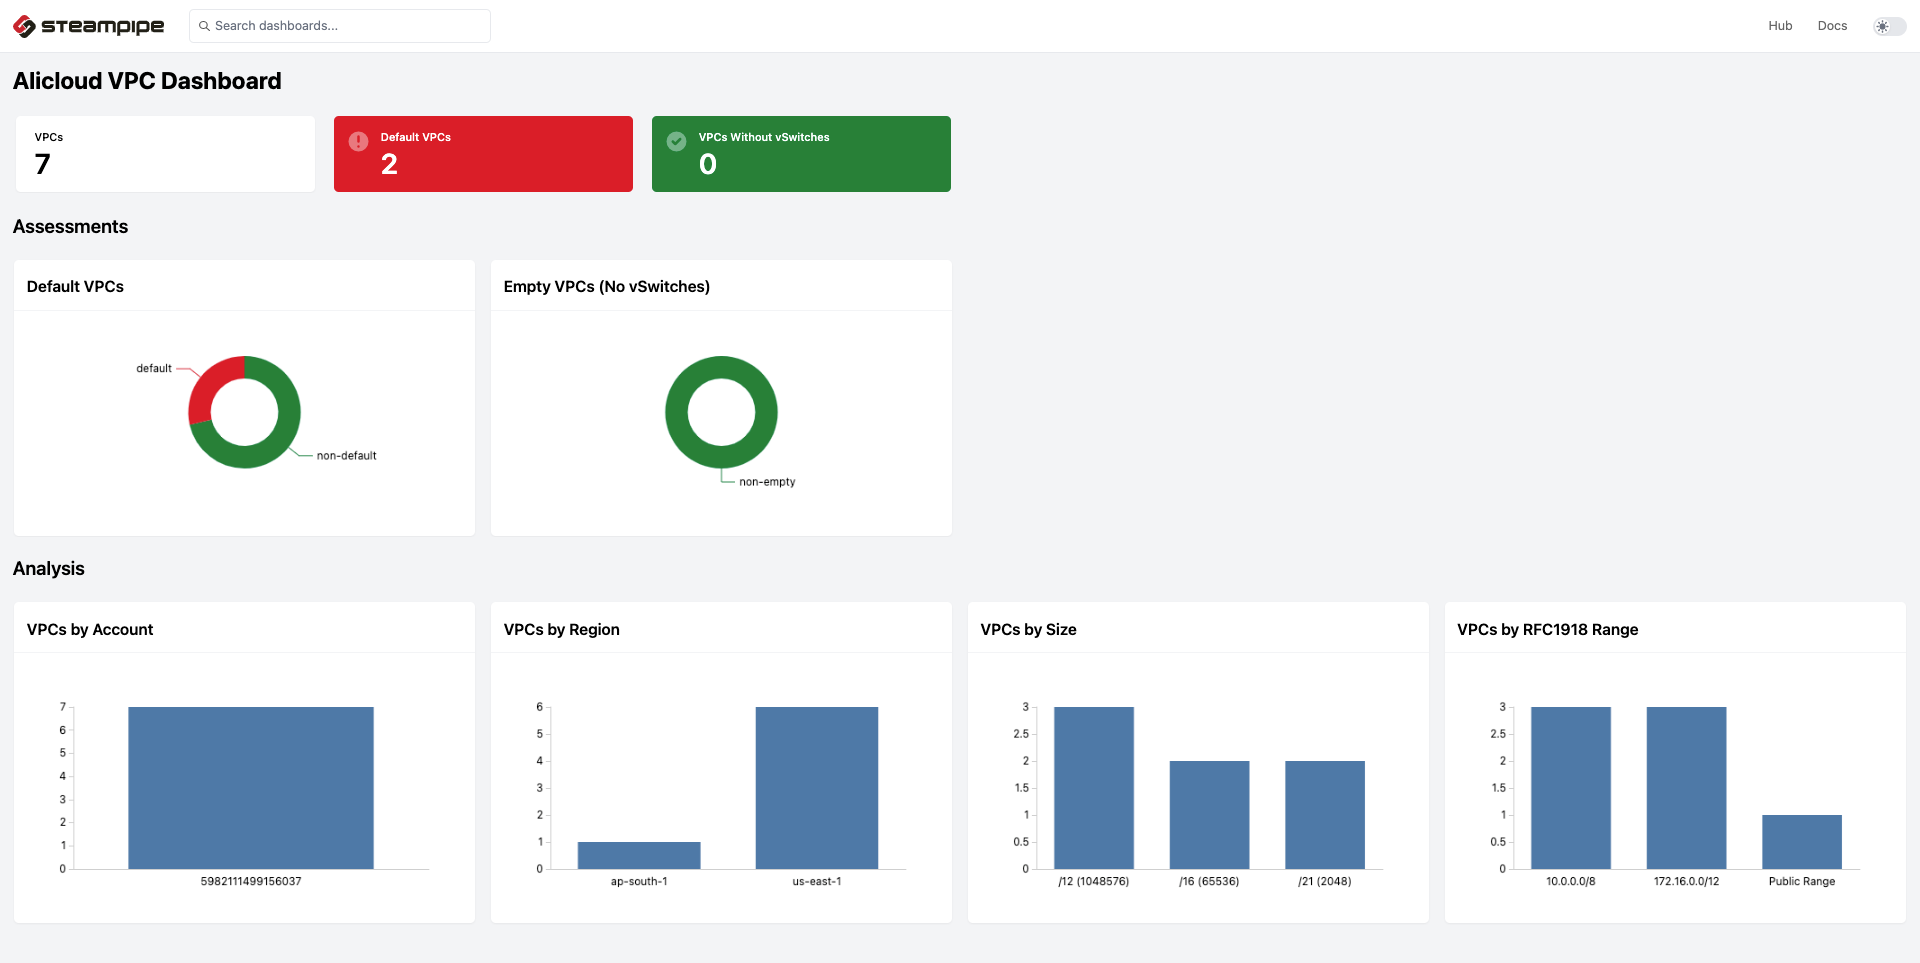 steampipe
Search dashboards...
Hub
Docs
Alicloud VPC Dashboard
VPCs
7
Default VPCs
2
VPCs Without vSwitches
0
Assessments
Default VPCs
default
non-default
Empty VPCs (No vSwitches)
non-empty
Analysis
VPCs by Account
7
6
5
4
3
2
1
0
5982111499156037
VPCs by Region
6
5
4
3
2
1
0
ap-south-1
us-east-1
VPCs by Size
3
2.5
2
1.5
1
0.5
0
/12 (1048576)
/16 (65536)
/21 (2048)
VPCs by RFC1918 Range
3
2.5
2
1.5
1
0.5
0
10.0.0.0/8
172.16.0.0/12
Public Range